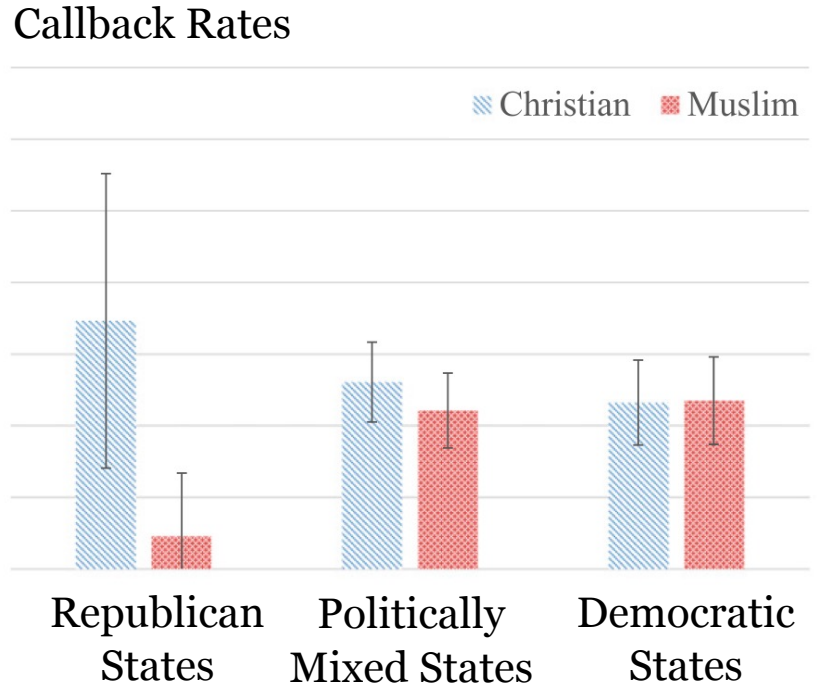 Callback Rates
Christian Muslim
Republican States
Politically Mixed States
Democratic States